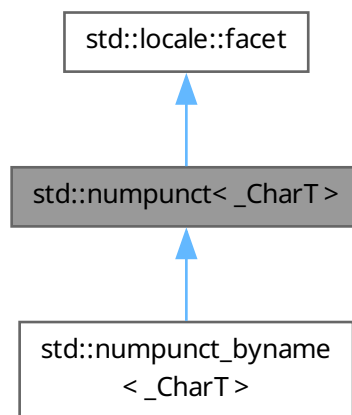 std::locale::facet
std::numpunct< _CharT >
std::numpunct_byname
< _CharT >